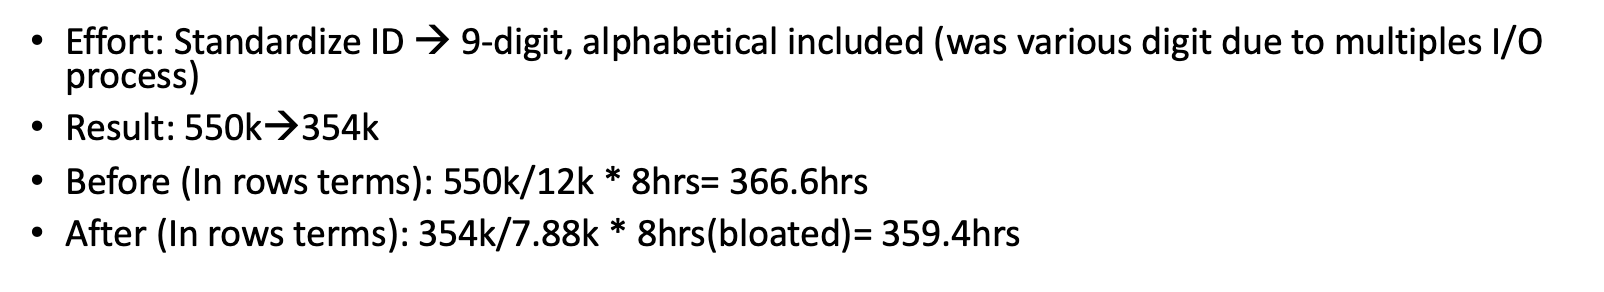 • Effort: Standardize ID → 9-digit, alphabetical included (was various digit due to multiples I/O
process)
• Result: 550k→354k
• Before (In rows terms): 550k/12k * 8hrs= 366.6hrs
• After (In rows terms): 354k/7.88k * 8hrs(bloated)= 359.4hrs